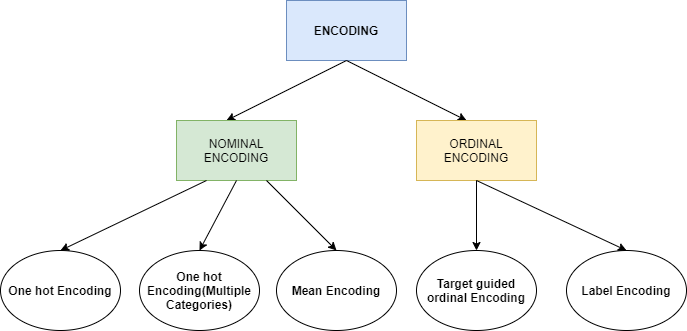 ENCODING
NOMINAL
ENCODING
ORDINAL
ENCODING
One hot Encoding
One hot
Encoding(Multiple
Categories)
Mean Encoding
Target guided
ordinal Encoding
Label Encoding